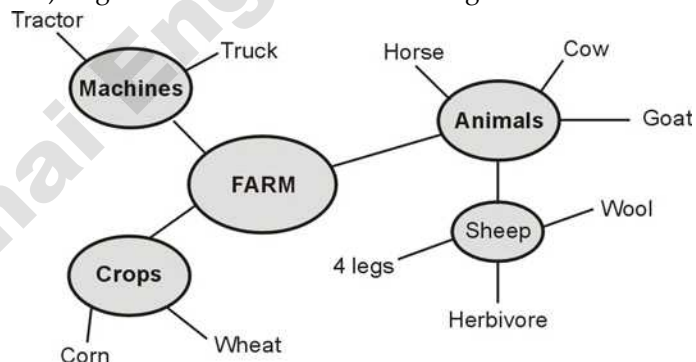 Tractor
Truck
Machines
Horse
Cow
Animals
Goat
FARM
Sheep
Wool
4 legs
Herbivore
Crops
Corn
Wheat